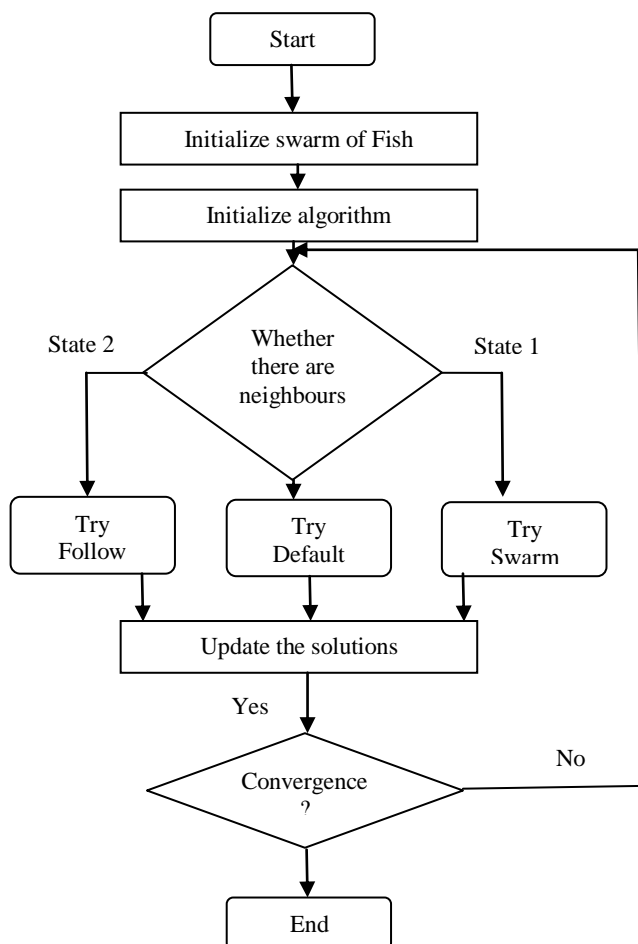 Start
Initialize swarm of Fish
Initialize algorithm
Whether
there are
neighbours
State 2
State 1
Try
Follow
Try
Default
Try
Swarm
Update the solutions
Yes
Convergence
?
No
End